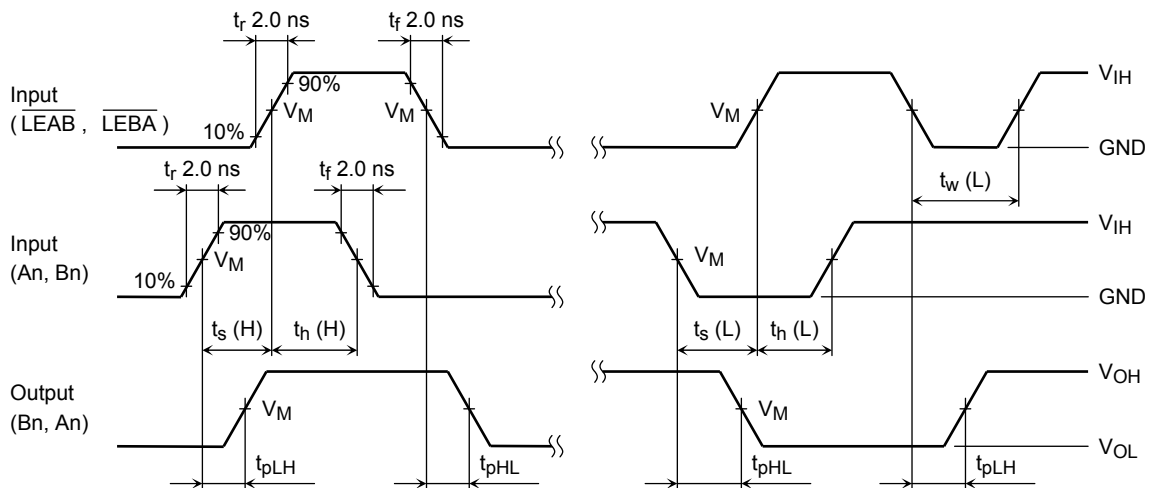 tr 2.0 ns
tf 2.0 ns
Input
(LEAB , LEBA )
10%
90%
VM
VM
VM
VIH
GND
tw (L)
tr 2.0 ns
tf 2.0 ns
Input
(An, Bn)
10%
90%
VM
VM
VIH
GND
ts (H)
th (H)
ts (L)
th (L)
Output
(Bn, An)
VM
VM
VOH
VOL
tpLH
tpHL
tpHL
tpLH